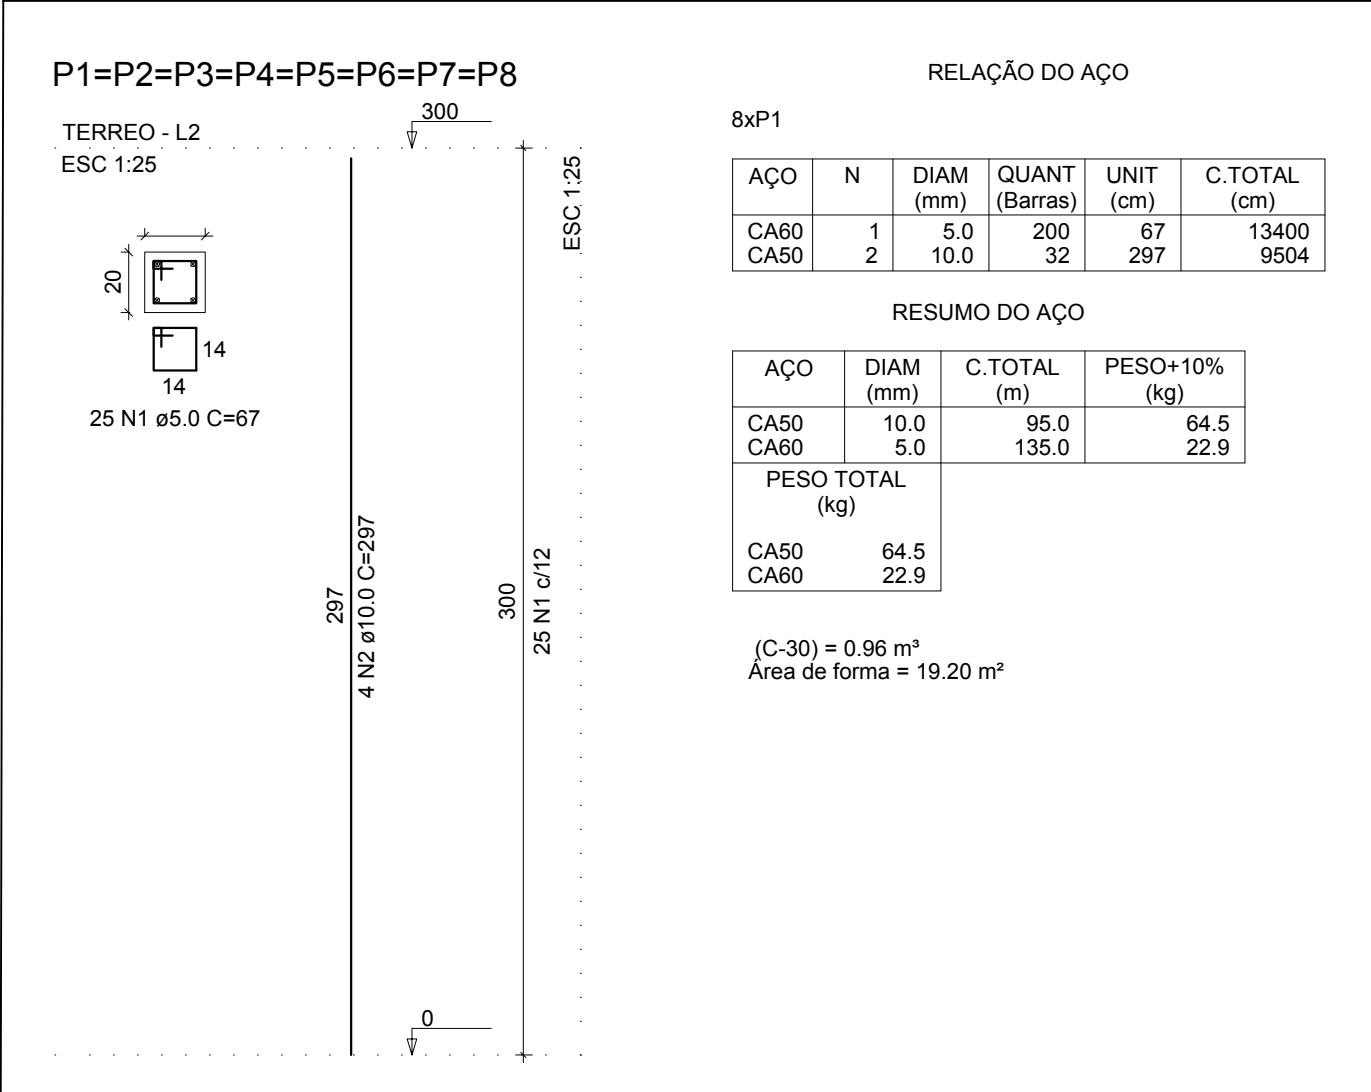 P1=P2=P3=P4=P5=P6=P7=P8
TERREO - L2
ESC 1:25
300
ESC 1:25
20
14
14
25 N1 ø5.0 C=67
297
4 N2 ø10.0 C=297
300
25 N1 c/12
0
RELAÇÃO DO AÇO
8xP1
AÇO N DIAM QUANT UNIT C.TOTAL
(mm) (Barras) (cm) (cm)
CA60 1 5.0 200 67 13400
CA50 2 10.0 32 297 9504
RESUMO DO AÇO
AÇO DIAM C.TOTAL PESO+10%
(mm) (m) (kg)
CA50 10.0 95.0 64.5
CA60 5.0 135.0 22.9
PESO TOTAL
(kg)
CA50 64.5
CA60 22.9
(C-30) = 0.96 m³
Área de forma = 19.20 m²